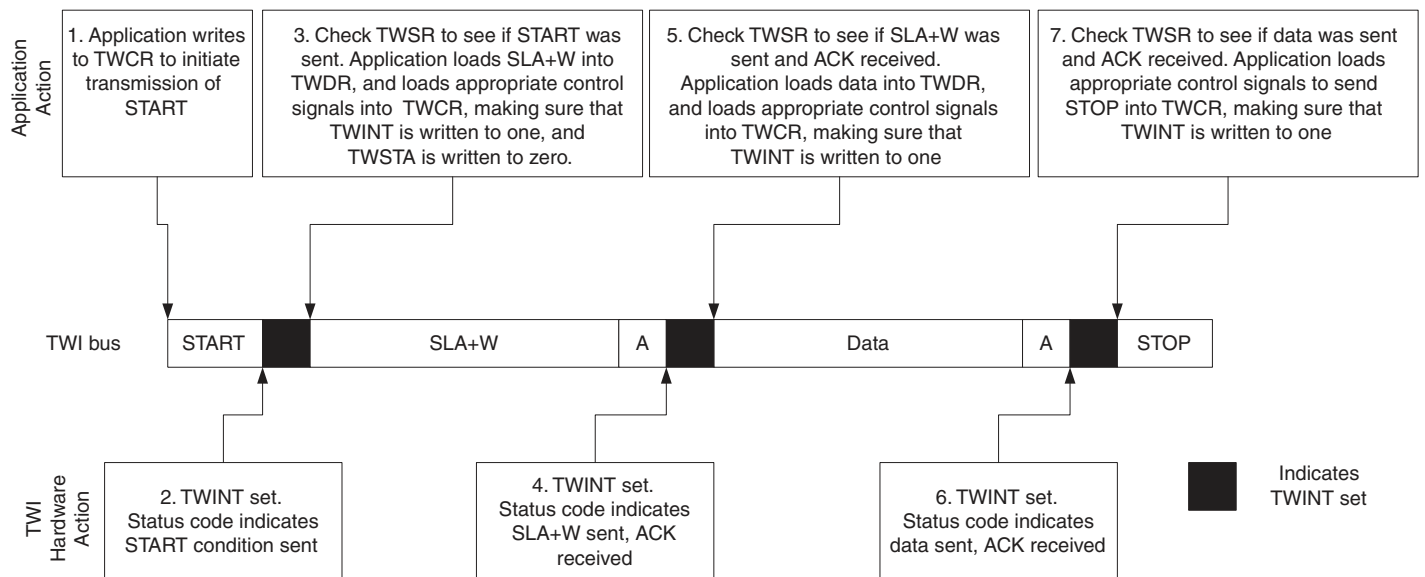 Application
Action
1. Application writes
to TWCR to initiate
transmission of
START
3. Check TWSR to see if START was
sent. Application loads SLA+W into
TWDR, and loads appropriate control
signals into TWCR, making sure that
TWINT is written to one, and
TWSTA is written to zero.
5. Check TWSR to see if SLA+W was
sent and ACK received.
Application loads data into TWDR,
and loads appropriate control signals
into TWCR, making sure that
TWINT is written to one
7. Check TWSR to see if data was sent
and ACK received. Application loads
appropriate control signals to send
STOP into TWCR, making sure that
TWINT is written to one
TWI bus
START
SLA+W
A
Data
A
STOP
TWI
Hardware
Action
2. TWINT set.
Status code indicates
START condition sent
4. TWINT set.
Status code indicates
SLA+W sent, ACK
received
6. TWINT set.
Status code indicates
data sent, ACK received
Indicates
TWINT set